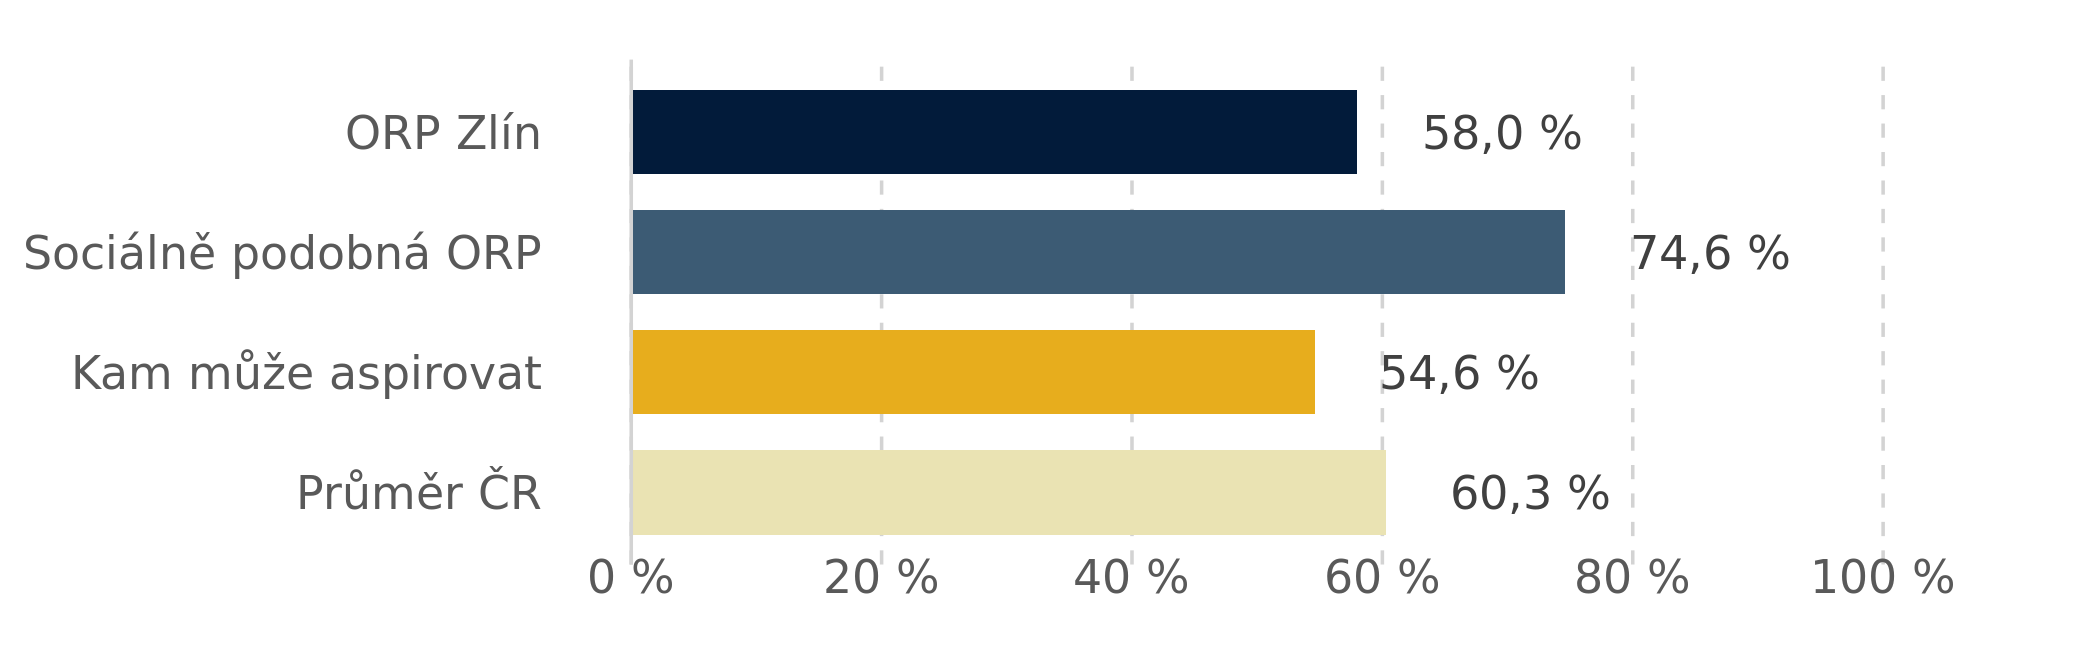 ORP Zlín 58,0 %
Sociálně podobná ORP 74,6 %
Kam může aspirovat 54,6 %
Průměr ČR 60,3 %
0 % 20 % 40 % 60 % 80 % 100 %